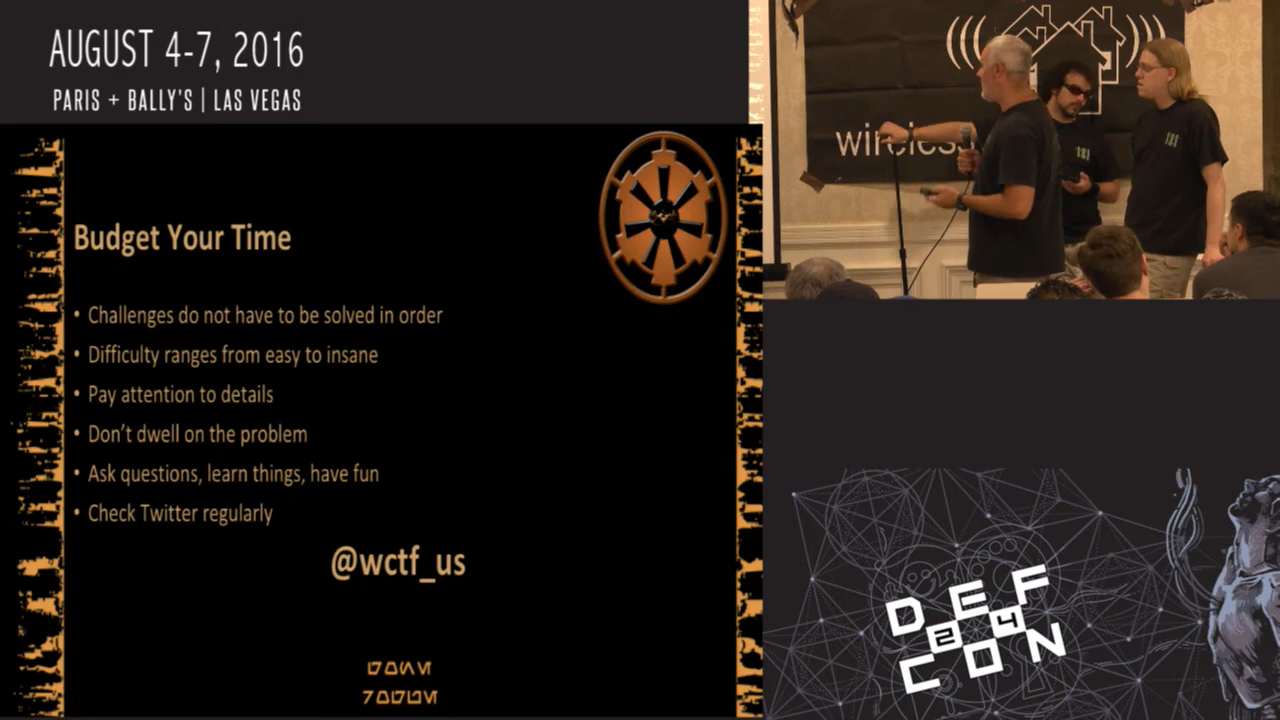 AUGUST 4-7, 2016
PARIS + BALLY'S | LAS VEGAS
wireless
Budget Your Time
• Challenges do not have to be solved in order
• Difficulty ranges from easy to insane
• Pay attention to details
• Don't dwell on the problem
• Ask questions, learn things, have fun
• Check Twitter regularly
@wctf_us
DEF
24
CON